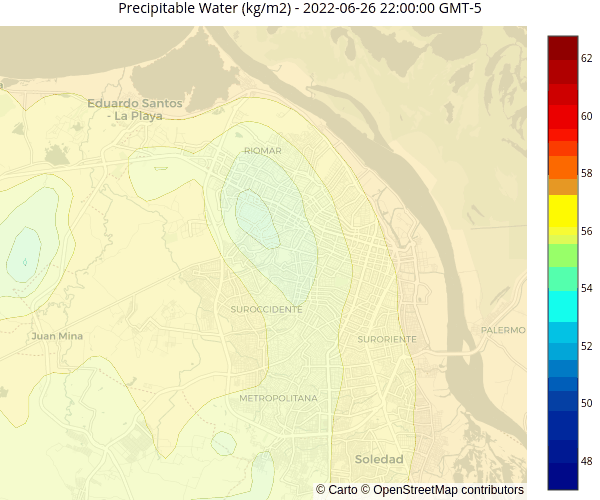 Precipitable Water (kg/m2) - 2022-06-26 22:00:00 GMT-5
62
60
58
56
54
52
50
48
Eduardo Santos
- La Playa
RIOMAR
SUROCCIDENTE
Juan Mina
SURORIENTE
PALERMO
METROPOLITANA
Soledad
© Carto © OpenStreetMap contributors